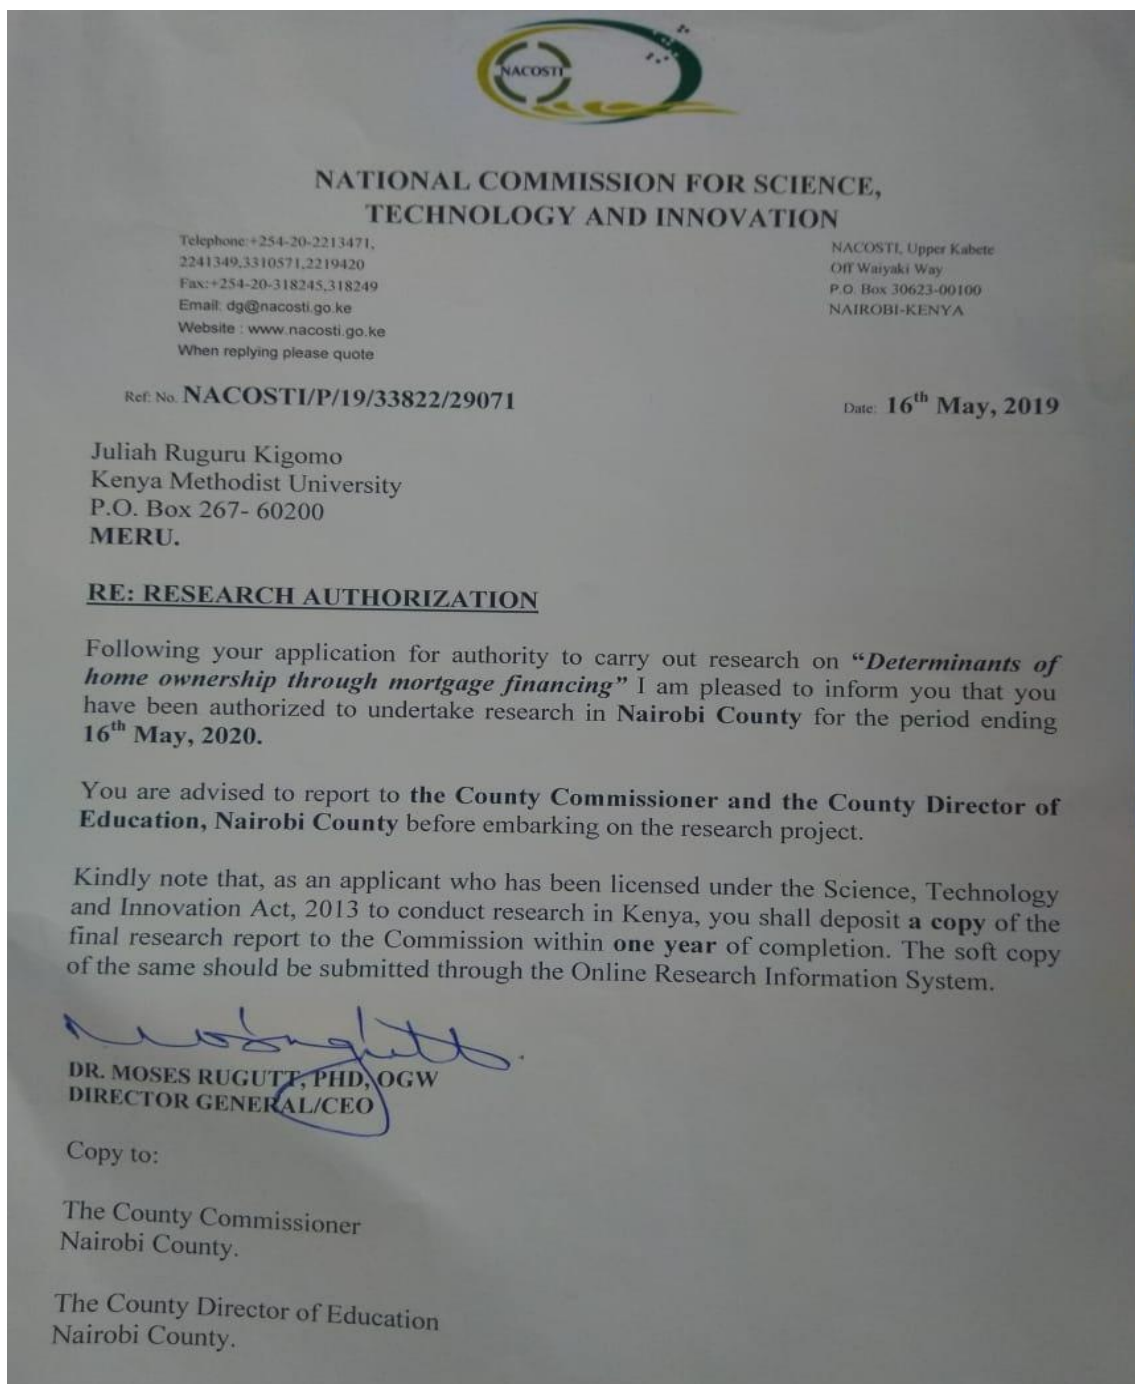 NACOSTI
NATIONAL COMMISSION FOR SCIENCE,
TECHNOLOGY AND INNOVATION
Telephone:+254-20-2213471,
2241349,3310571,2219420
Fax:+254-20-318245,318249
Email: dg@nacosti.go.ke
Website : www.nacosti.go.ke
When replying please quote
NACOSTI, Upper Kabete
Off Waiyaki Way
P.O. Box 30623-00100
NAIROBI-KENYA
Ref: No. NACOSTI/P/19/33822/29071
Date: 16th May, 2019
Juliah Ruguru Kigomo
Kenya Methodist University
P.O. Box 267- 60200
MERU.
RE: RESEARCH AUTHORIZATION
Following your application for authority to carry out research on “Determinants of
home ownership through mortgage financing” I am pleased to inform you that you
have been authorized to undertake research in Nairobi County for the period ending
16th May, 2020.
You are advised to report to the County Commissioner and the County Director of
Education, Nairobi County before embarking on the research project.
Kindly note that, as an applicant who has been licensed under the Science, Technology
and Innovation Act, 2013 to conduct research in Kenya, you shall deposit a copy of the
final research report to the Commission within one year of completion. The soft copy
of the same should be submitted through the Online Research Information System.
DR. MOSES RUGUTT, PHD, OGW
DIRECTOR GENERAL/CEO
Copy to:
The County Commissioner
Nairobi County.
The County Director of Education
Nairobi County.